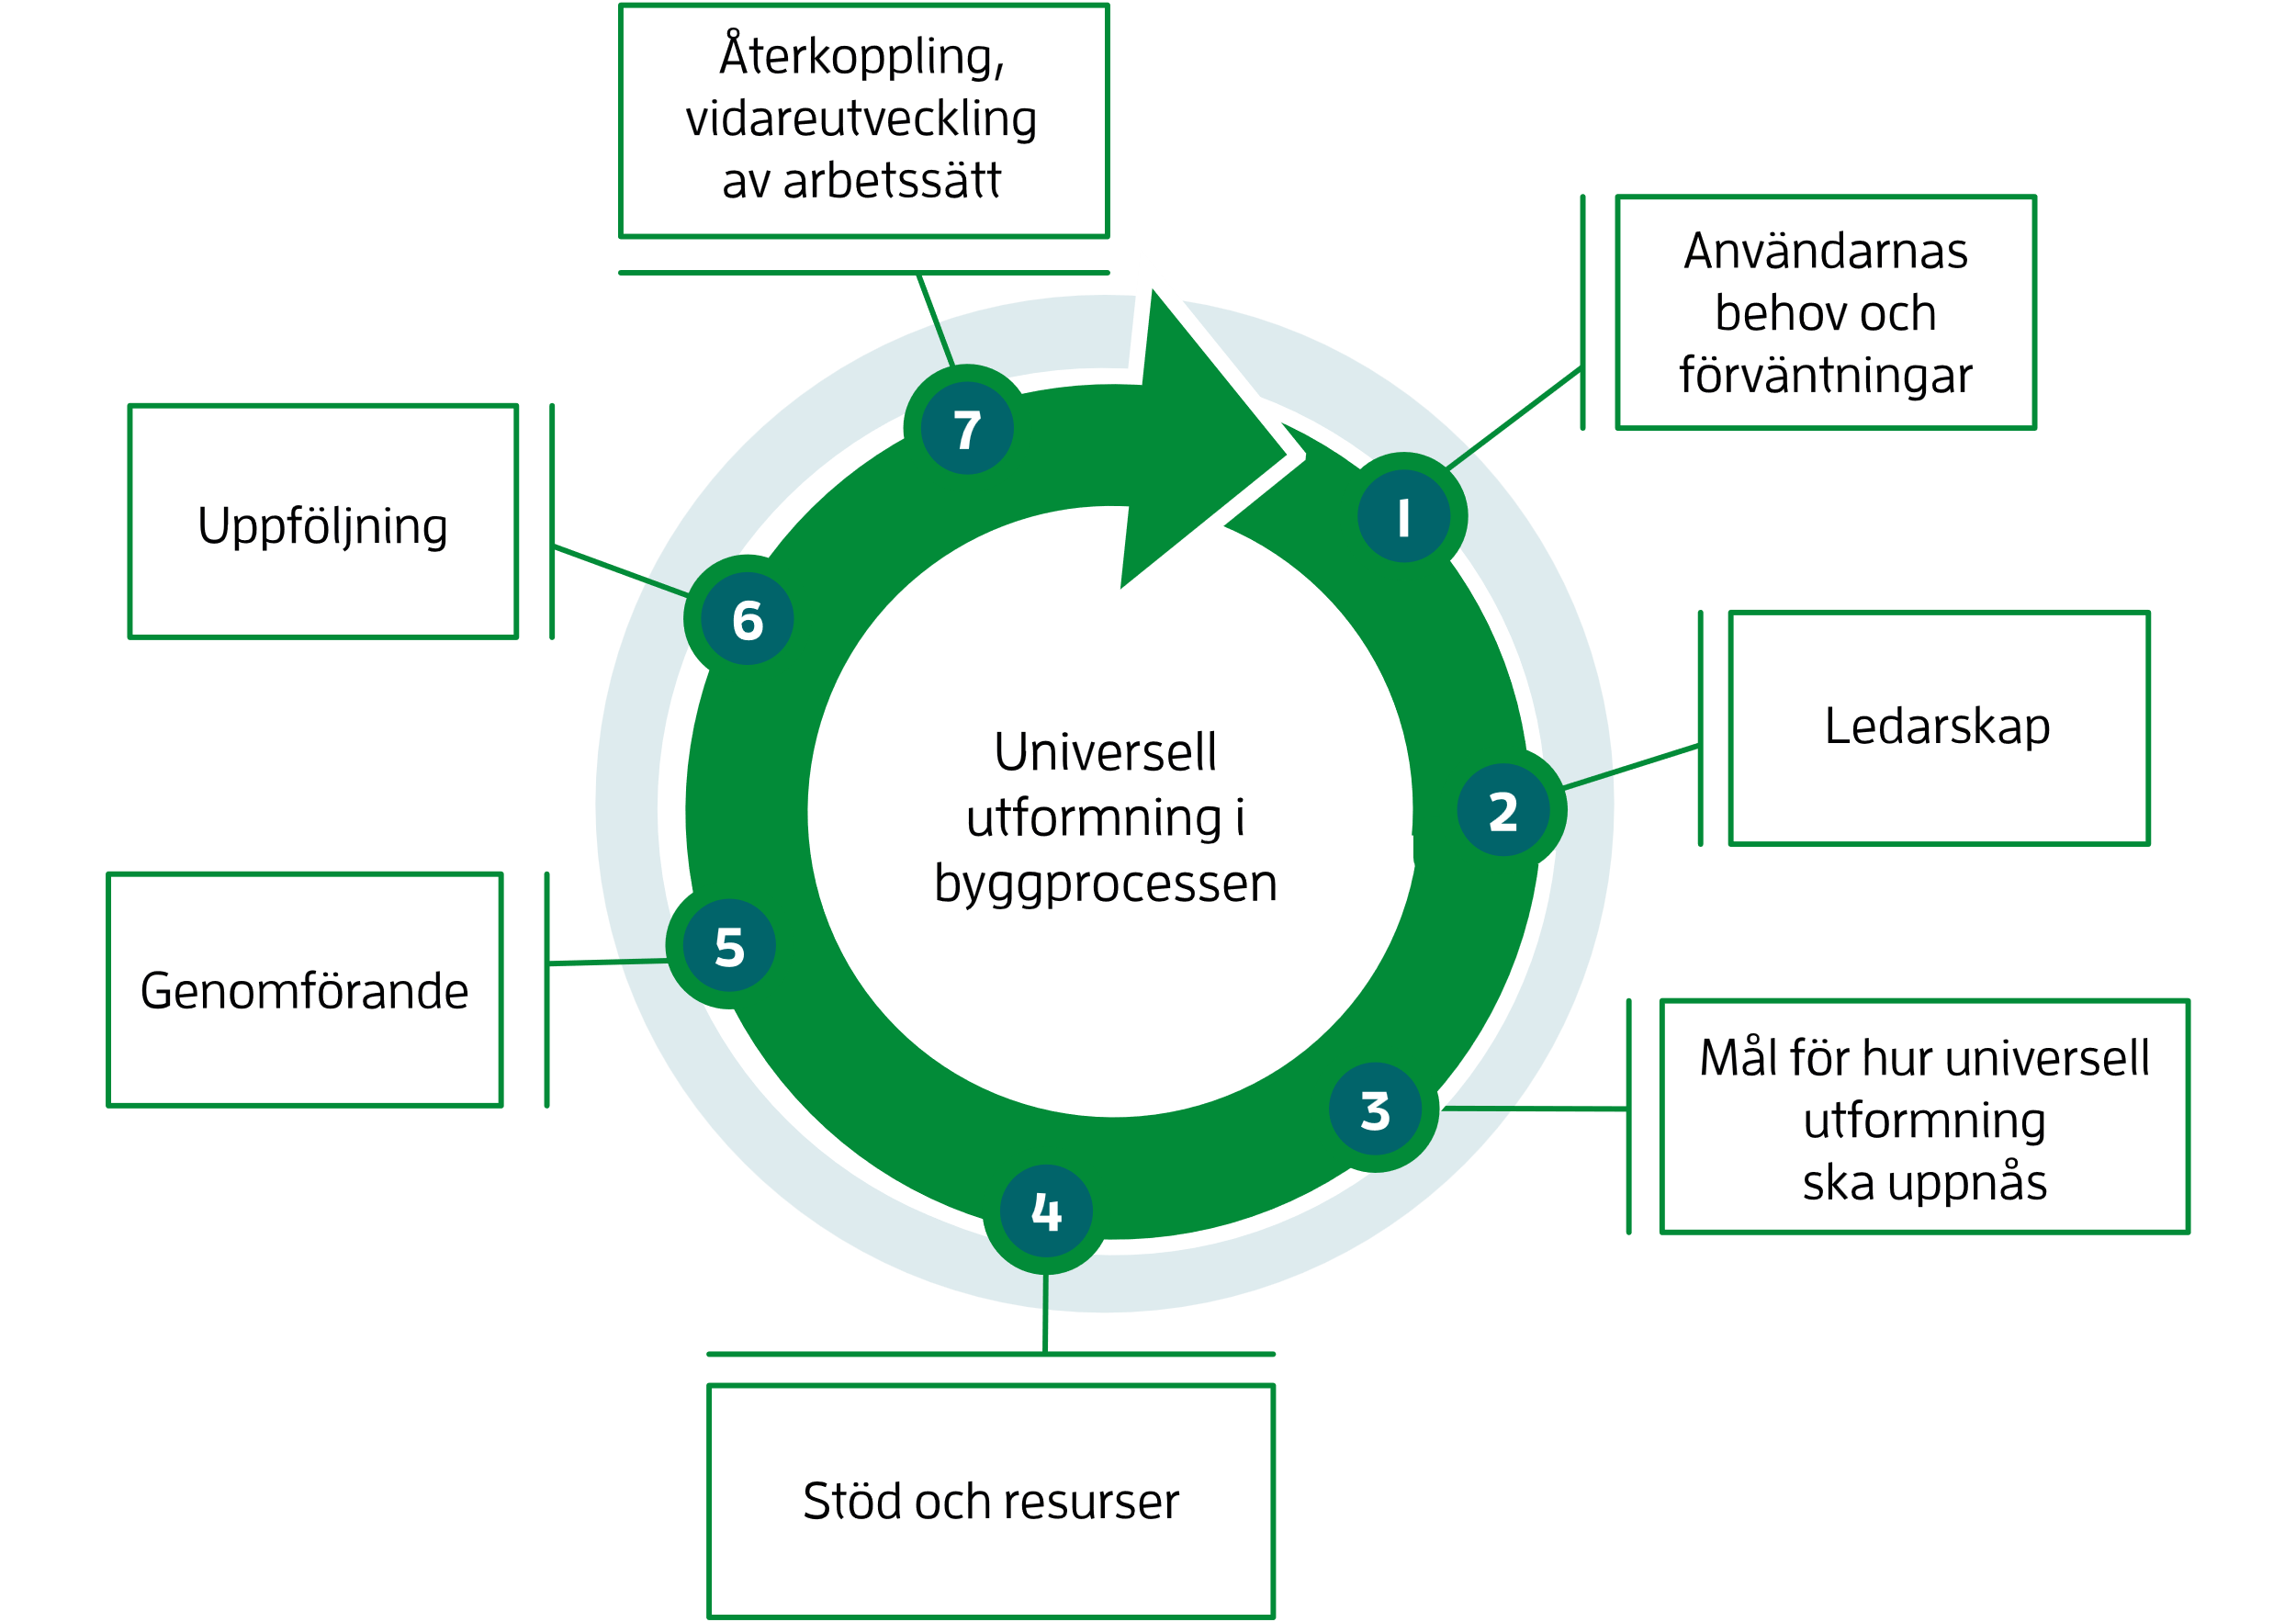 Återkoppling,
vidareutveckling
av arbetssätt
7
Användarnas
behov och
förväntningar
1
Ledarskap
2
Mål för hur universell
utformning
ska uppnås
3
Stöd och resurser
4
Genomförande
5
Uppföljning
6
Universell
utformning i
byggprocessen